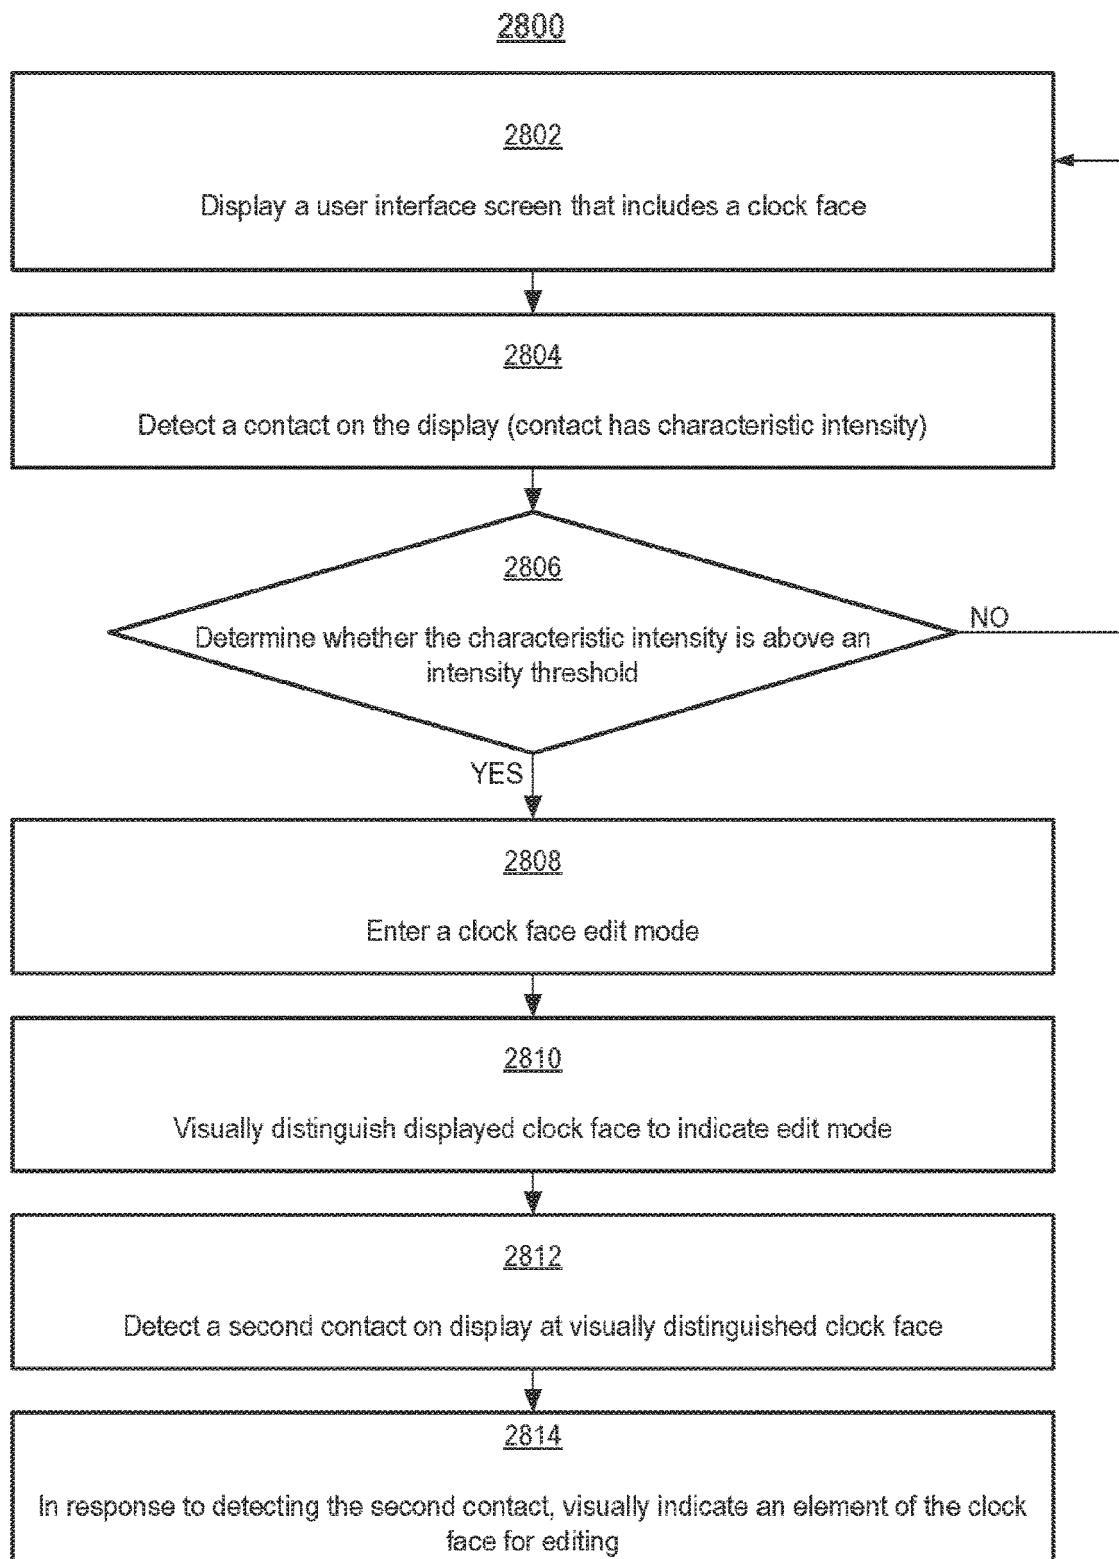 2800
2802
Display a user interface screen that includes a clock face
2804
Detect a contact on the display (contact has characteristic intensity)
2806
Determine whether the characteristic intensity is above an
intensity threshold
NO
YES
2808
Enter a clock face edit mode
2810
Visually distinguish displayed clock face to indicate edit mode
2812
Detect a second contact on display at visually distinguished clock face
2814
In response to detecting the second contact, visually indicate an element of the clock
face for editing